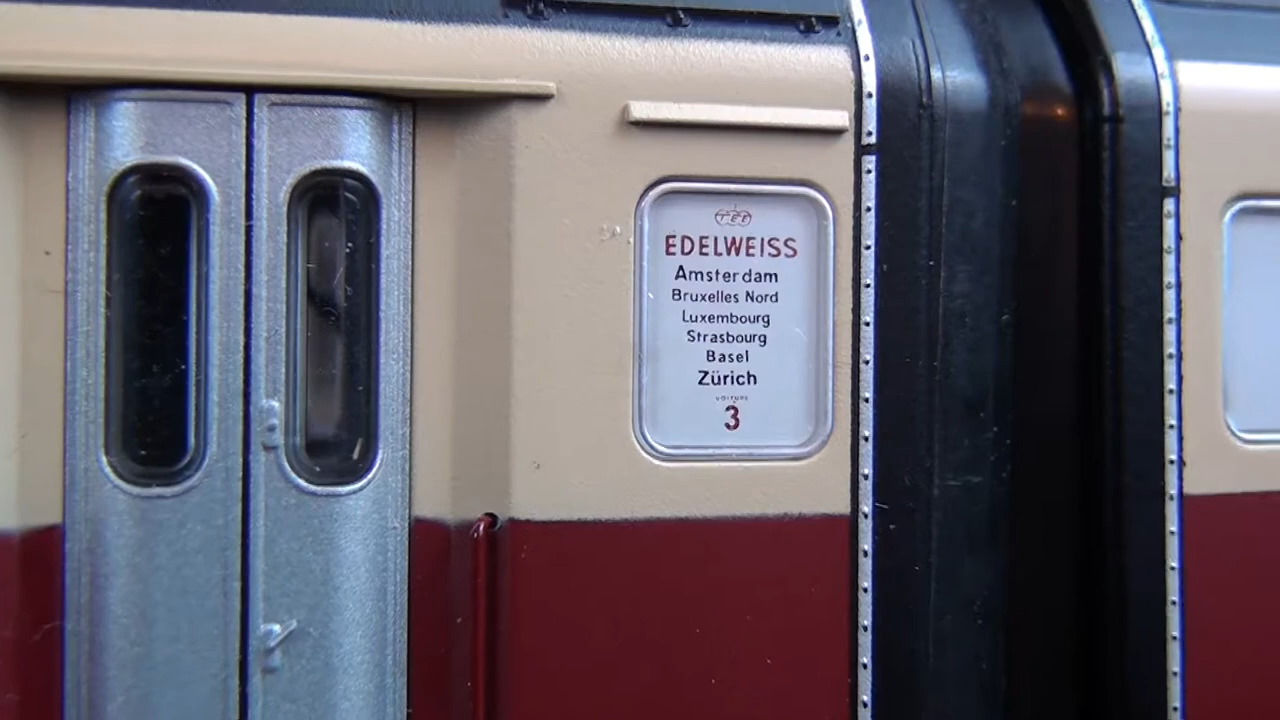 TEE
EDELWEISS
Amsterdam
Bruxelles Nord
Luxembourg
Strasbourg
Basel
Zürich
VOITURE
3